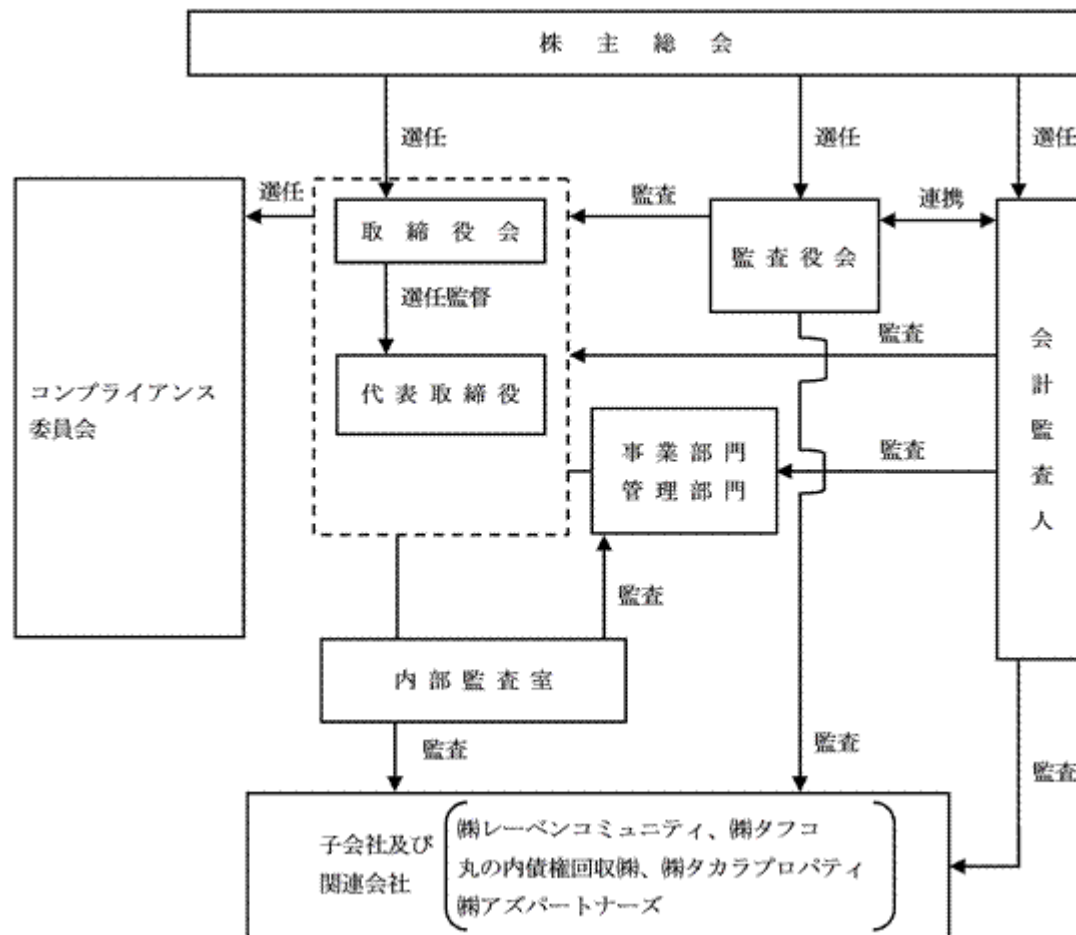 株主総会
選任
選任
選任
選任
監査
連携
取締役会
監査役会
選任監督
監査
会計監査人
代表取締役
コンプライアンス
委員会
事業部門
管理部門
監査
監査
内部監査室
監査
監査
監査
子会社及び
関連会社
㈱レーベンコミュニティ、㈱タフコ
丸の内債権回収㈱、㈱タカラプロパティ
㈱アズパートナーズ